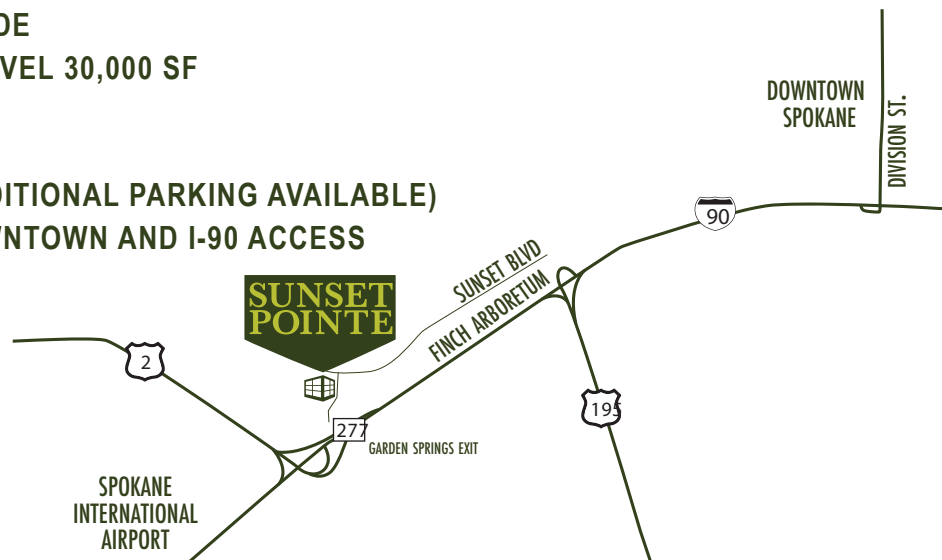 DE
VEL 30,000 SF
DITIONAL PARKING AVAILABLE)
WNTOWN AND I-90 ACCESS
DOWNTOWN
SPOKANE
DIVISION ST.
90
SUNSET BLVD
FINCH ARBORETUM
SUNSET
POINTE
2
195
277
GARDEN SPRINGS EXIT
SPOKANE
INTERNATIONAL
AIRPORT